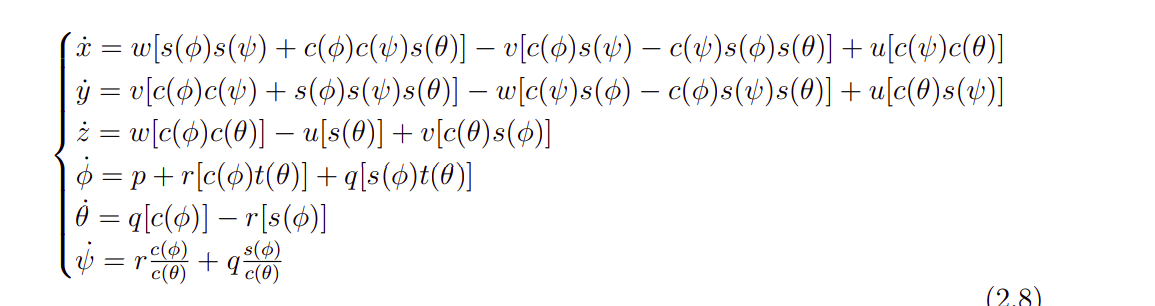 ẋ = w[s(ϕ)s(ψ) + c(ϕ)c(ψ)s(θ)] − v[c(ϕ)s(ψ) − c(ψ)s(ϕ)s(θ)] + u[c(ψ)c(θ)]
ẏ = v[c(ϕ)c(ψ) + s(ϕ)s(ψ)s(θ)] − w[c(ψ)s(ϕ) − c(ϕ)s(ψ)s(θ)] + u[c(θ)s(ψ)]
ż = w[c(ϕ)c(θ)] − u[s(θ)] + v[c(θ)s(ϕ)]
ϕ̇ = p + r[c(ϕ)t(θ)] + q[s(ϕ)t(θ)]
θ̇ = q[c(ϕ)] − r[s(ϕ)]
ψ̇ = r c(ϕ)/c(θ) + q s(ϕ)/c(θ)
(2.8)